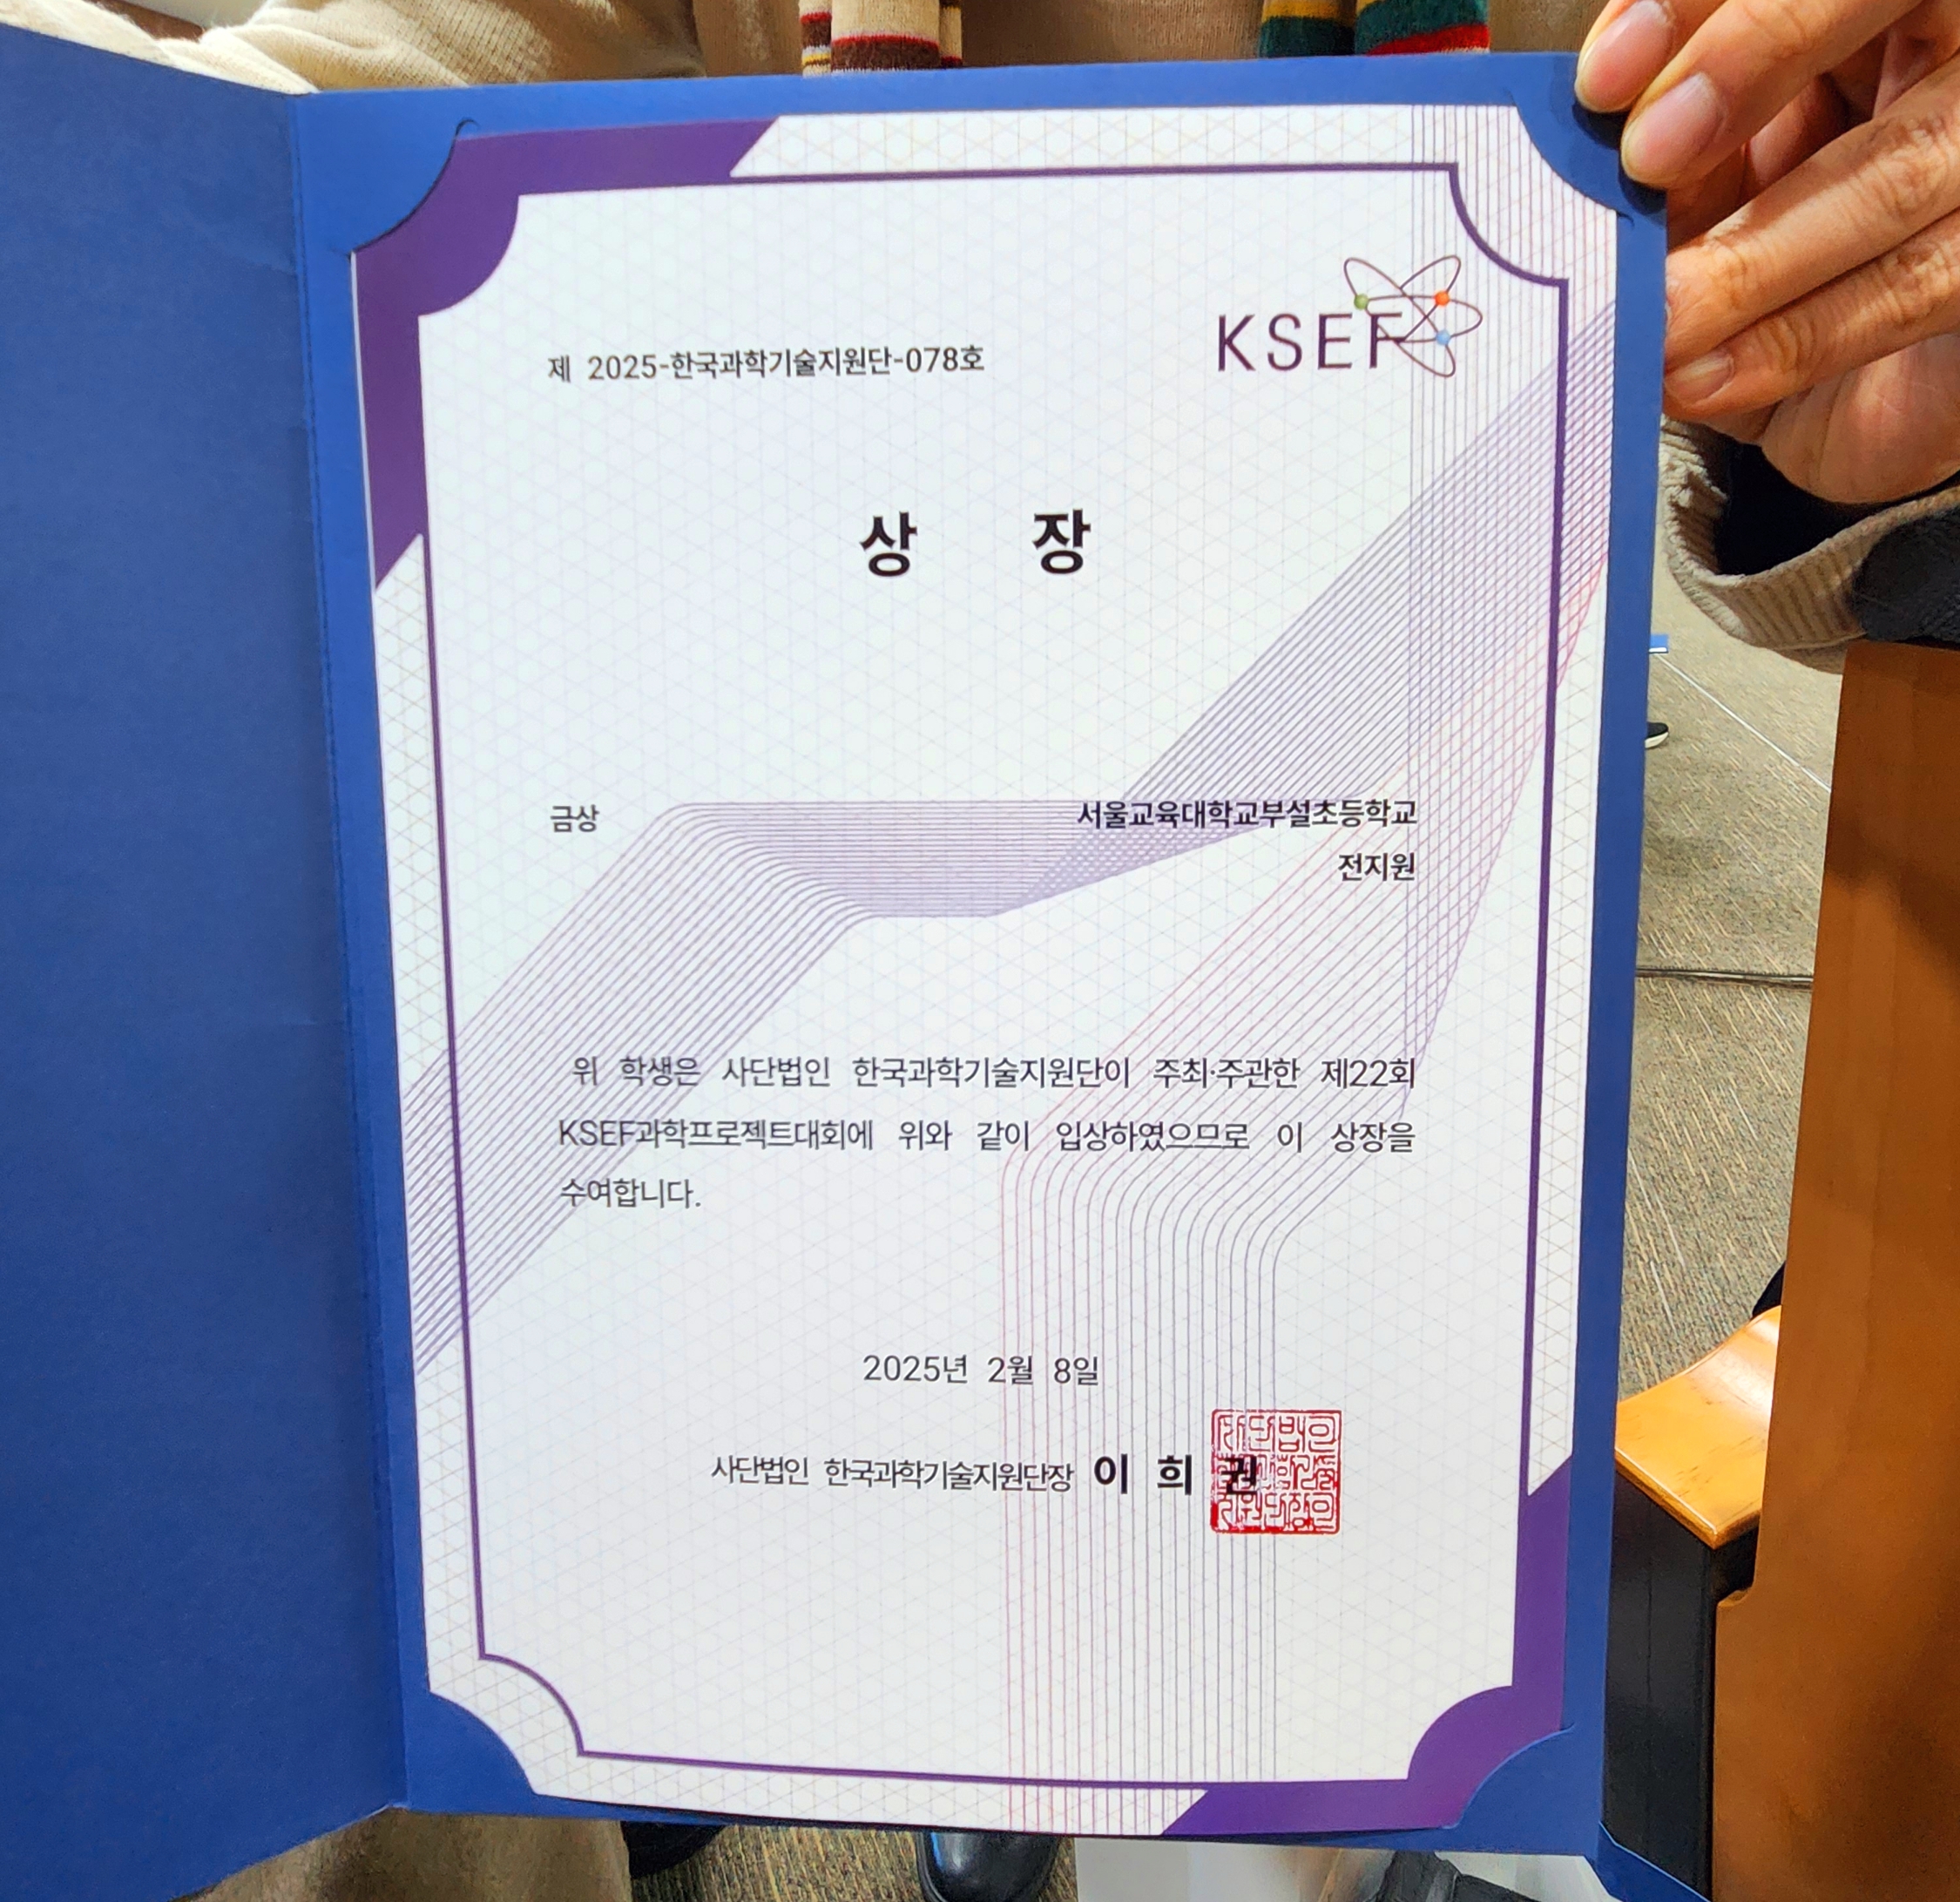 제 2025-한국과학기술지원단-078호
KSEF
상 장
금상
서울교육대학교부설초등학교
전지원
위 학생은 사단법인 한국과학기술지원단이 주최·주관한 제22회
KSEF과학프로젝트대회에 위와 같이 입상하였으므로 이 상장을
수여합니다.
2025년 2월 8일
사단법인 한국과학기술지원단장 이 희 권